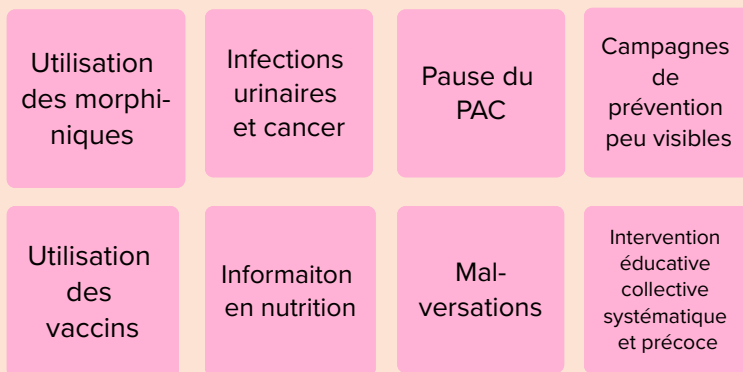 Utilisation
des morphi-
niques
Infections
urinaires
et cancer
Pause du
PAC
Campagnes
de
prévention
peu visibles
Utilisation
des
vaccins
Informaiton
en nutrition
Mal-
versations
Intervention
éducative
collective
systématique
et précoce